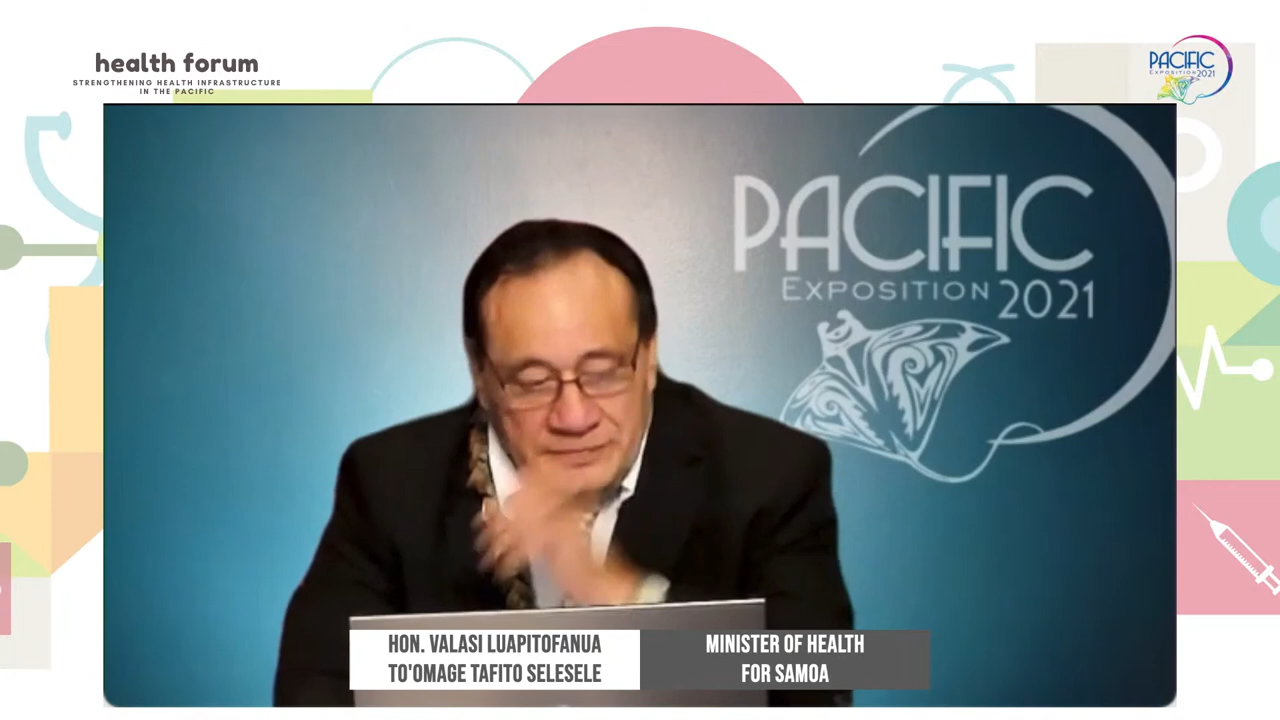 health forum
STRENGTHENING HEALTH INFRASTRUCTURE
IN THE PACIFIC
PACIFIC
EXPOSITION 2021
PACIFIC
EXPOSITION 2021
HON. VALASI LUAPITOFANUA
TO'OMAGE TAFITO SELESELE
MINISTER OF HEALTH
FOR SAMOA